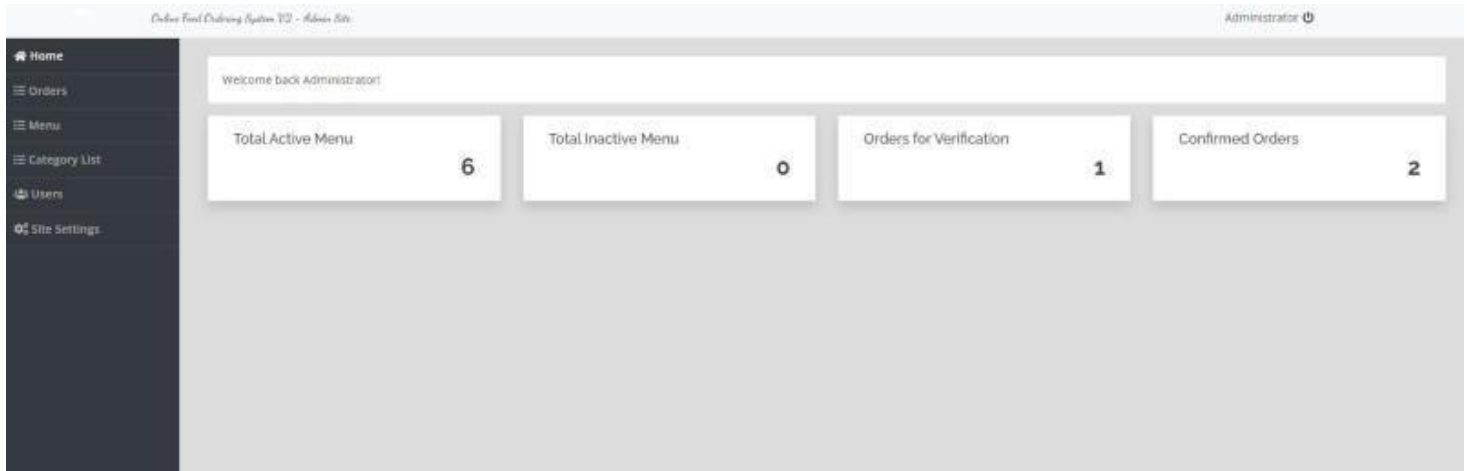 Online Food Ordering System V2 - Admin Site
Administrator
Home
Orders
Menu
Category List
Users
Site Settings
Welcome back Administrator!
Total Active Menu
6
Total Inactive Menu
0
Orders for Verification
1
Confirmed Orders
2